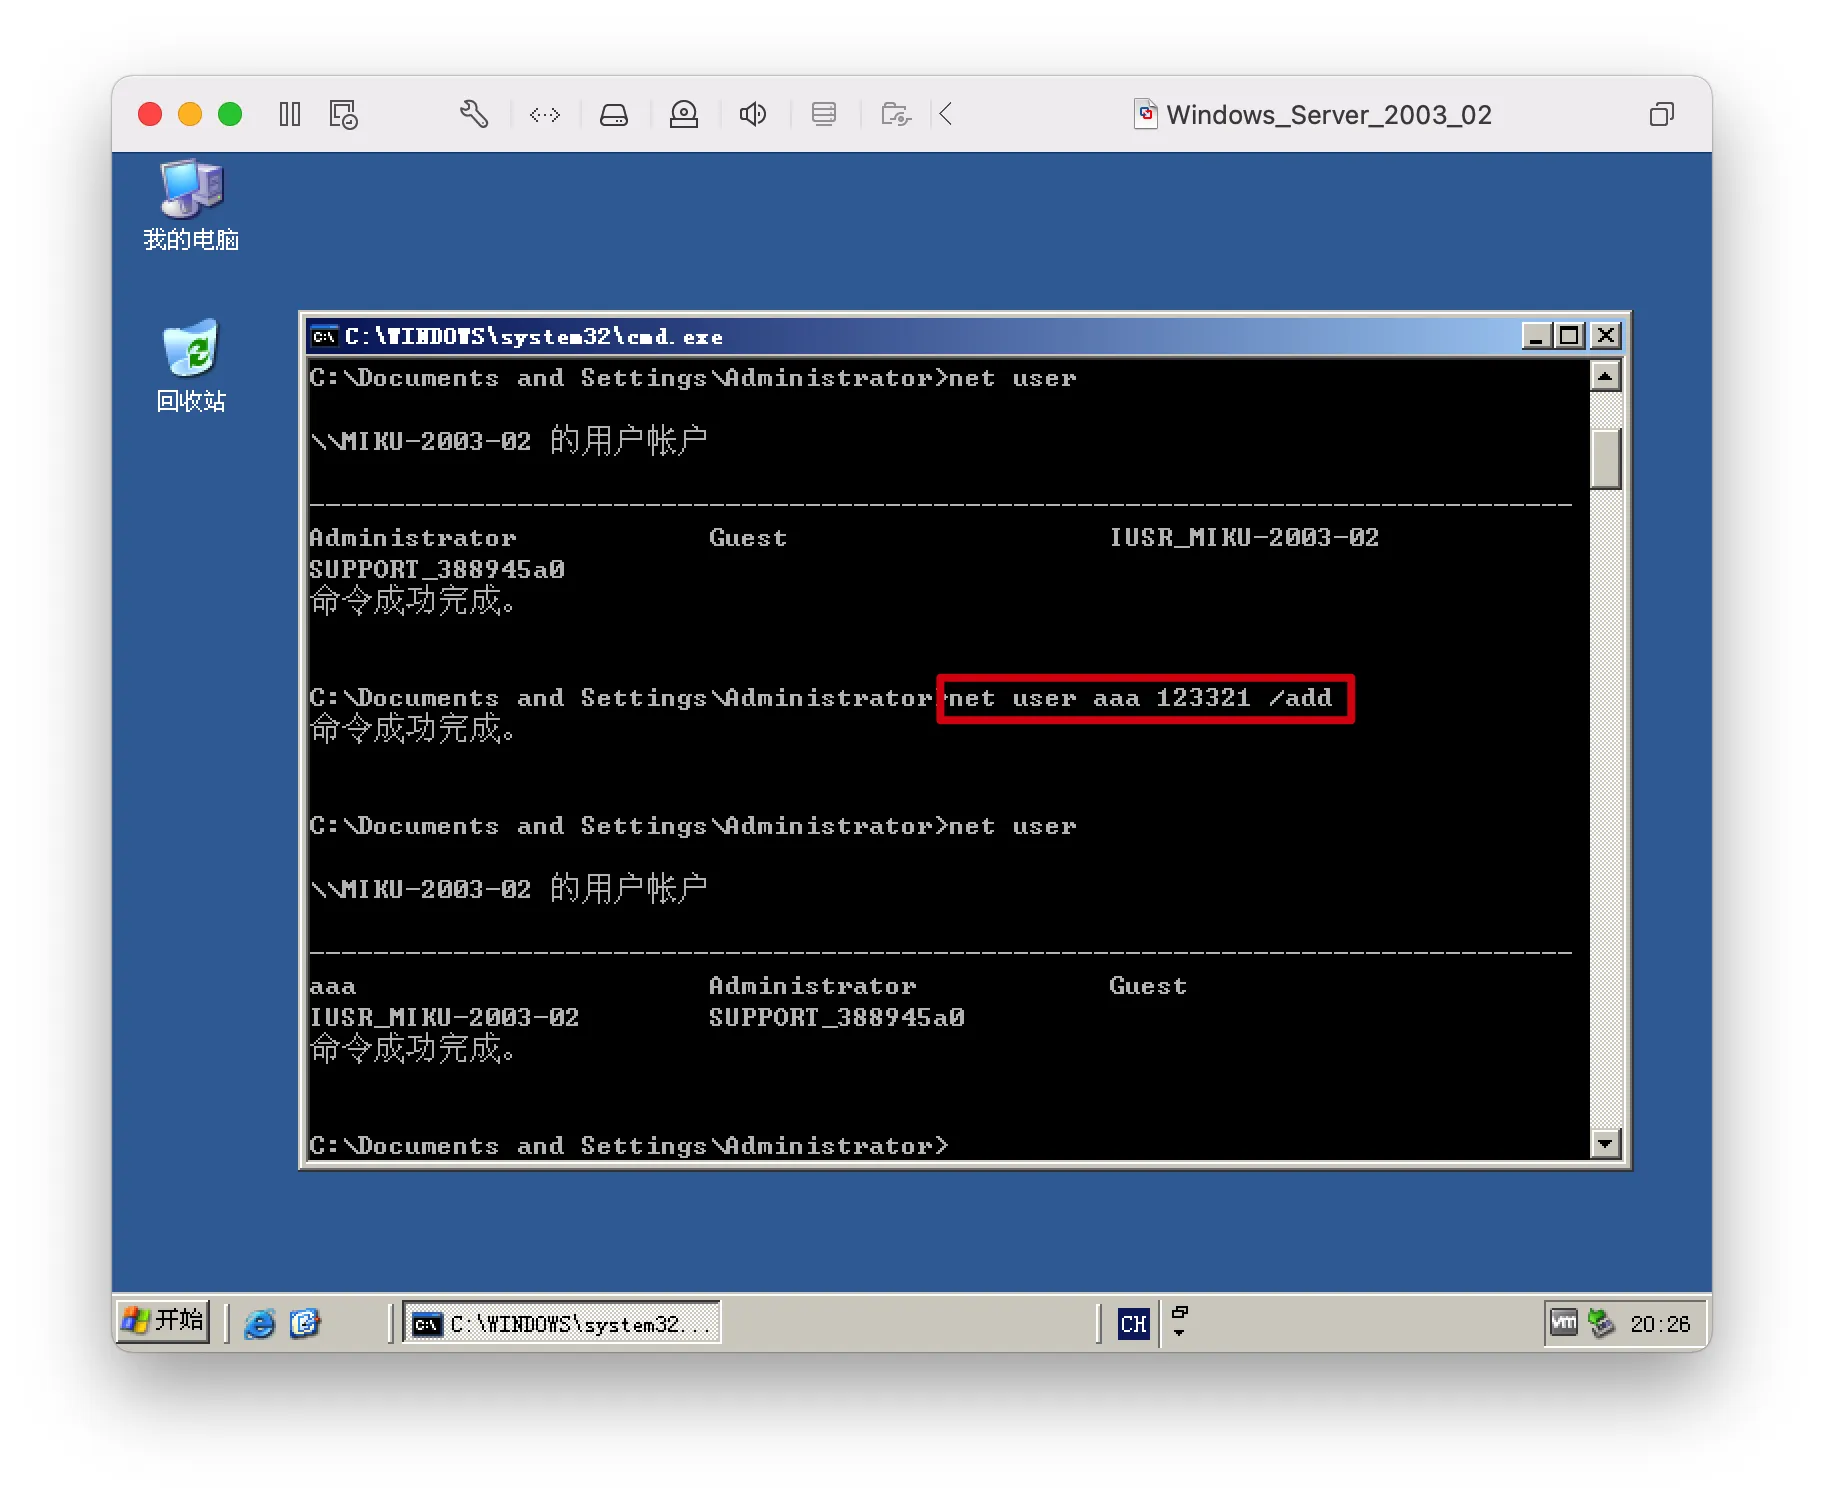 Windows_Server_2003_02
我的电脑
回收站
C:\WINDOWS\system32\cmd.exe
C:\Documents and Settings\Administrator>net user
\\MIKU-2003-02 的用户帐户
-------------------------------------------------------------------------------
Administrator            Guest                    IUSR_MIKU-2003-02
SUPPORT_388945a0
命令成功完成。
C:\Documents and Settings\Administrator>net user aaa 123321 /add
命令成功完成。
C:\Documents and Settings\Administrator>net user
\\MIKU-2003-02 的用户帐户
-------------------------------------------------------------------------------
aaa                      Administrator            Guest
IUSR_MIKU-2003-02        SUPPORT_388945a0
命令成功完成。
C:\Documents and Settings\Administrator>
开始 C:\WINDOWS\system32... CH vm 20:26